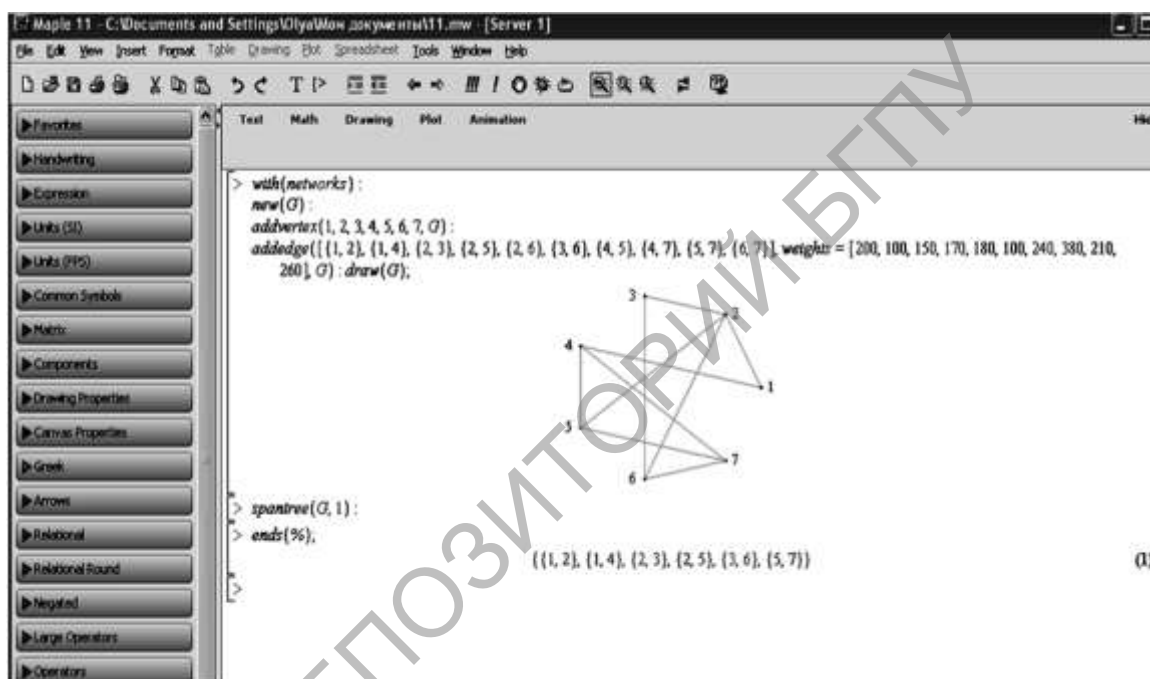 Maple 11 - C:\Documents and Settings\Olya\Мои документы\11.mw - [Server 1]
File Edit View Insert Format Table Drawing Plot Spreadsheet Tools Window Help
Text Math Drawing Plot Animation Hid
Favorites
Handwriting
Expression
Units (SI)
Units (FPS)
Common Symbols
Matrix
Components
Drawing Properties
Canvas Properties
Greek
Arrows
Relational
Relational Round
Negated
Large Operators
Operators
> with(networks) :
new(G) :
addvertex(1, 2, 3, 4, 5, 6, 7, G) :
addedge([{1, 2}, {1, 4}, {2, 3}, {2, 5}, {2, 6}, {3, 6}, {4, 5}, {4, 7}, {5, 7}, {6, 7}], weights = [200, 100, 150, 170, 180, 100, 240, 380, 210,
260], G) : draw(G);
3
2
4
1
5
7
6
> spantree(G, 1) :
> ends(%);
{{1, 2}, {1, 4}, {2, 3}, {2, 5}, {3, 6}, {5, 7}} (1)
>
ЕПОЗИТОРИЙ БГПУ